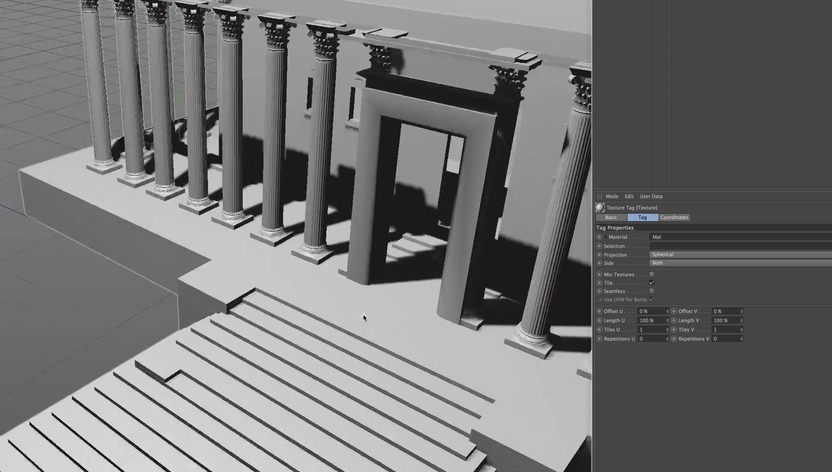 Mode Edit User Data
Texture Tag [Texture]
Basic Tag Coordinates
Tag Properties
Material Mat
Selection
Projection Spherical
Side Both
Mix Textures
Tile ✓
Seamless
Use UVW for Bump ✓
Offset U 0 % Offset V 0 %
Length U 100 % Length V 100 %
Tiles U 1 Tiles V 1
Repetitions U 0 Repetitions V 0